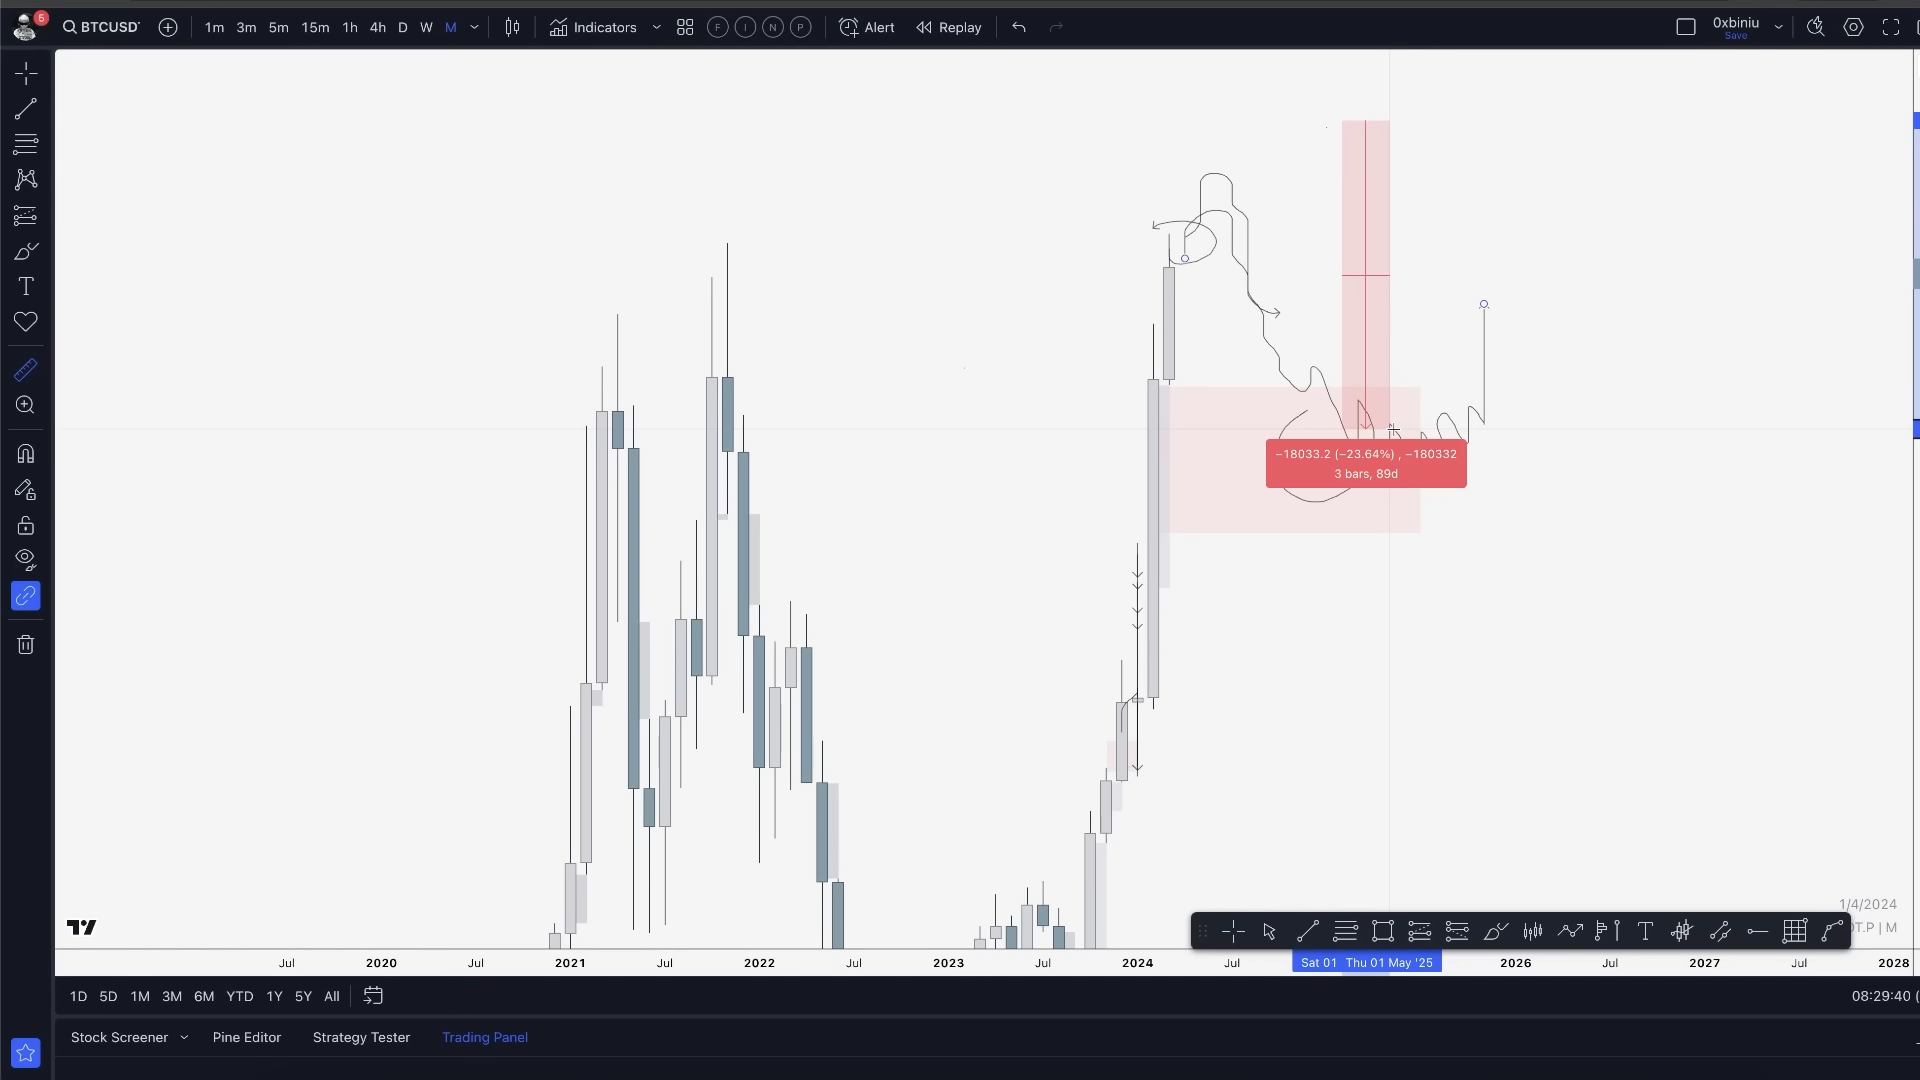 5
BTCUSDT
1m 3m 5m 15m 1h 4h D W M
Indicators
F I N P
Alert
Replay
0xbiniu
Save
−18033.2 (−23.64%) , −180332
3 bars, 89d
1/4/2024
OT.P | M
Jul 2020 Jul 2021 Jul 2022 Jul 2023 Jul 2024 Jul Sat 01 Thu 01 May '25 2026 Jul 2027 Jul 2028
1D 5D 1M 3M 6M YTD 1Y 5Y All
08:29:40 (
Stock Screener Pine Editor Strategy Tester Trading Panel